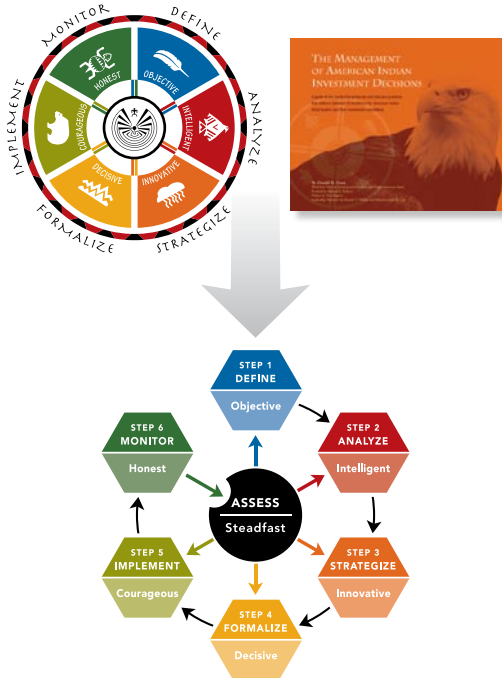 MONITOR
DEFINE
IMPLEMENT
ANALYZE
FORMALIZE
STRATEGIZE
HONEST
OBJECTIVE
COURAGEOUS
INTELLIGENT
DECISIVE
INNOVATIVE
THE MANAGEMENT
OF AMERICAN INDIAN
INVESTMENT DECISIONS
STEP 1
DEFINE
Objective
STEP 6
MONITOR
Honest
STEP 2
ANALYZE
Intelligent
ASSESS
Steadfast
STEP 5
IMPLEMENT
Courageous
STEP 3
STRATEGIZE
Innovative
STEP 4
FORMALIZE
Decisive